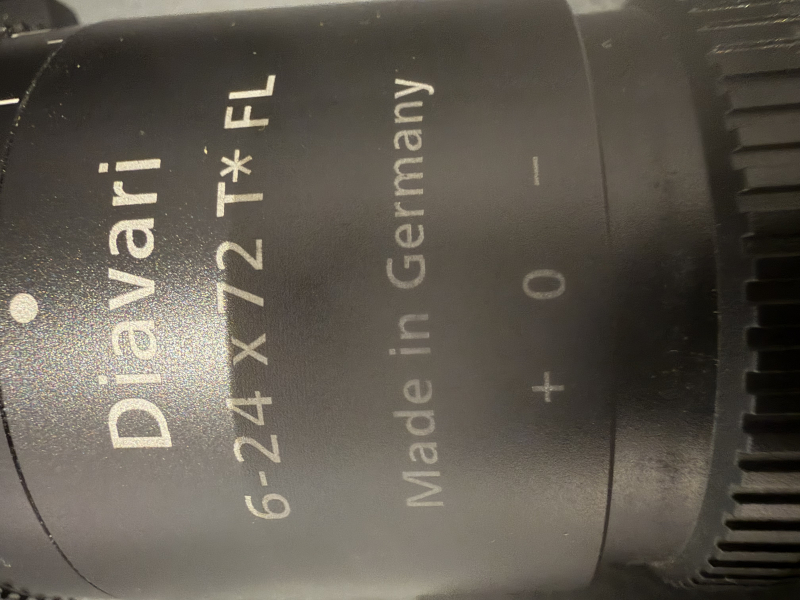 Diavari
6-24 x 72 T* FL
Made in Germany
+ 0 -